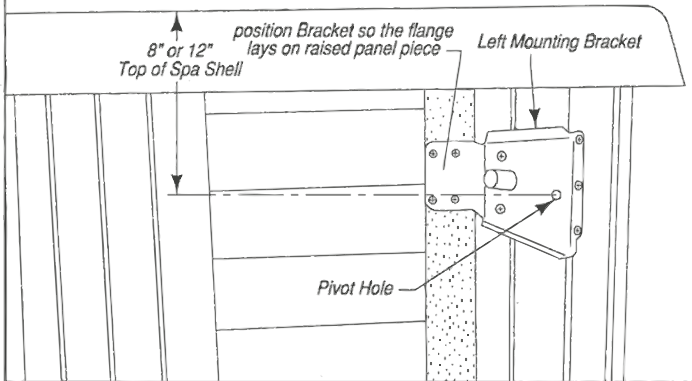 8" or 12"
Top of Spa Shell
position Bracket so the flange
lays on raised panel piece
Left Mounting Bracket
Pivot Hole